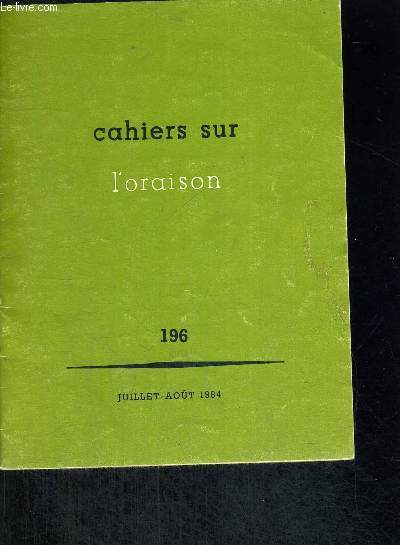 Le-livre.com
cahiers sur
l'oraison
196
JUILLET-AOÛT 1984